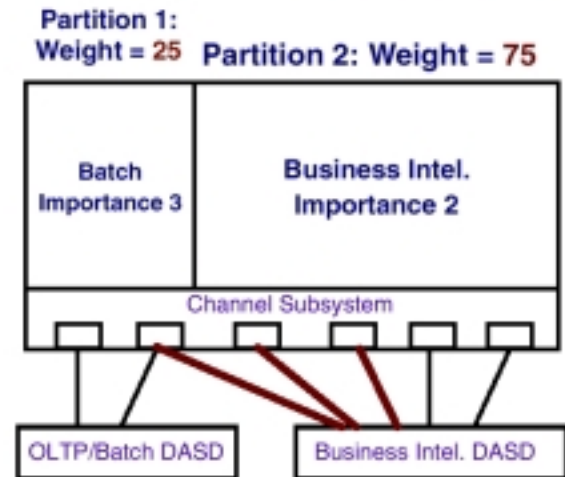 Partition 1:
Weight = 25
Partition 2: Weight = 75
Batch
Importance 3
Business Intel.
Importance 2
Channel Subsystem
OLTP/Batch DASD
Business Intel. DASD